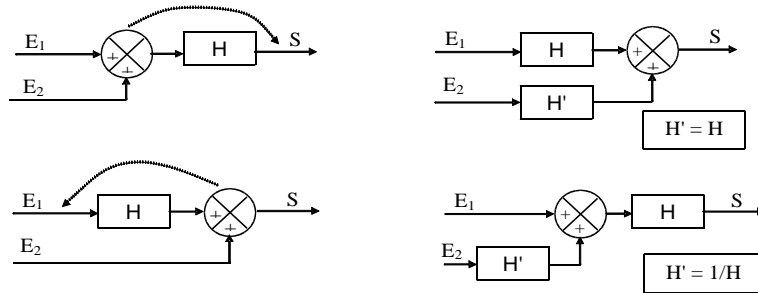 E₁
+
+
H
S
E₂
E₁
H
+
+
S
E₂
H'
H' = H
E₁
H
+
+
S
E₂
E₁
+
+
H
S
E₂
H'
H' = 1/H